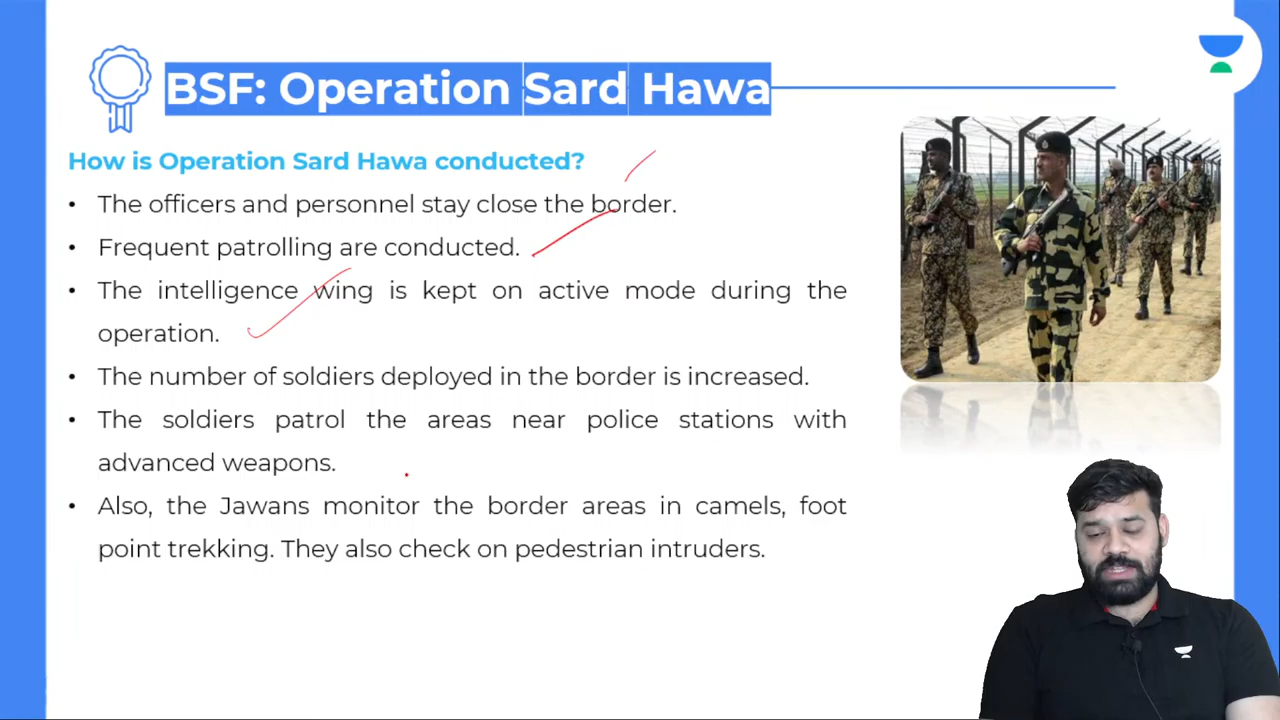 BSF: Operation Sard Hawa
How is Operation Sard Hawa conducted?
• The officers and personnel stay close the border.
• Frequent patrolling are conducted.
• The intelligence wing is kept on active mode during the
operation.
• The number of soldiers deployed in the border is increased.
• The soldiers patrol the areas near police stations with
advanced weapons.
• Also, the Jawans monitor the border areas in camels, foot
point trekking. They also check on pedestrian intruders.